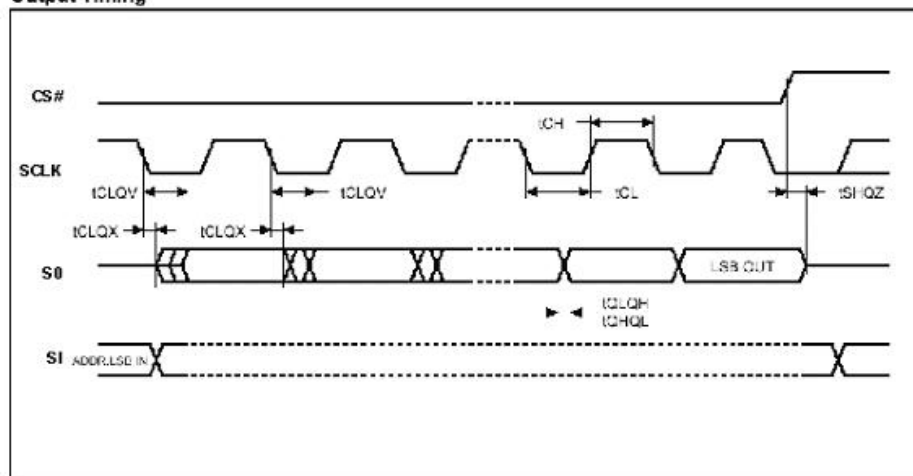 Output Timing
CS#
tCH
SCLK
tCLQV
tCLQV
tCL
tSHQZ
tCLQX
tCLQX
SO
LSB OUT
tQLQH
tQHQL
SI
ADDR.LSB IN